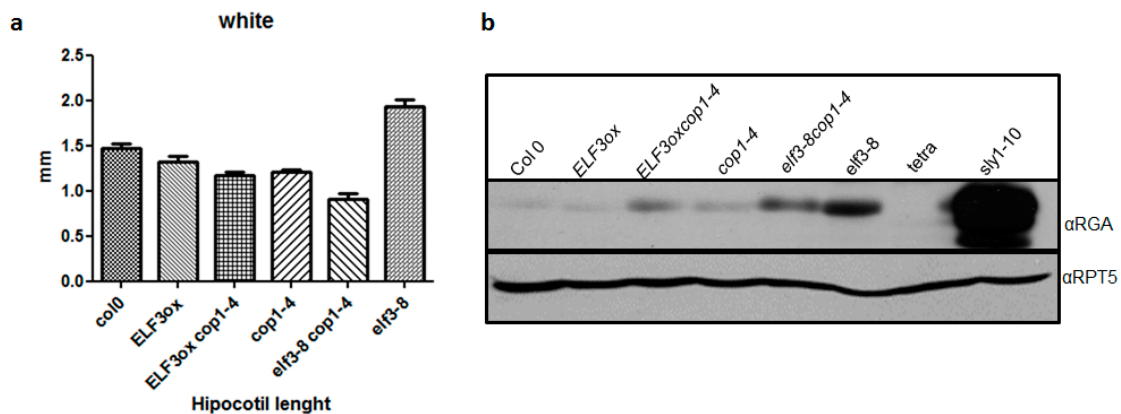 a
white
2.5
2.0
1.5
1.0
0.5
0.0
mm
col0
ELF3ox
ELF3ox cop1-4
cop1-4
elf3-8 cop1-4
elf3-8
Hipocotil lenght
b
Col 0
ELF3ox
ELF3oxcop1-4
cop1-4
elf3-8cop1-4
elf3-8
tetra
sly1-10
αRGA
αRPT5